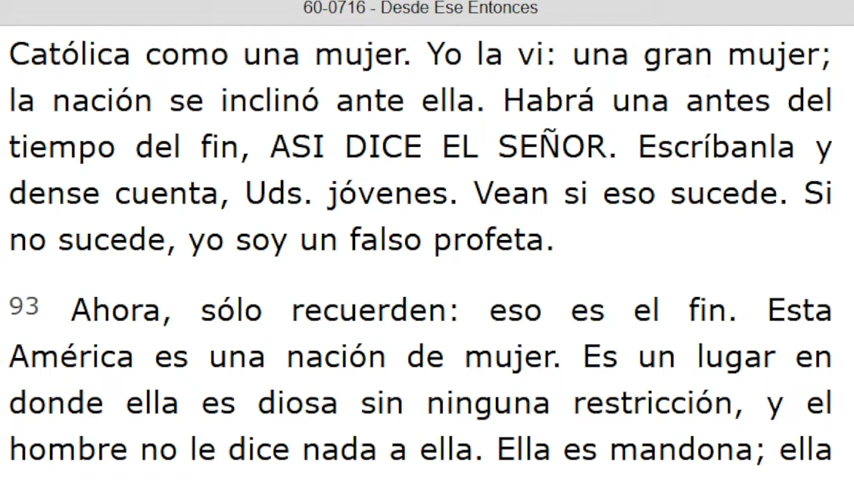 60-0716 - Desde Ese Entonces
Católica como una mujer. Yo la vi: una gran mujer;
la nación se inclinó ante ella. Habrá una antes del
tiempo del fin, ASI DICE EL SEÑOR. Escríbanla y
dense cuenta, Uds. jóvenes. Vean si eso sucede. Si
no sucede, yo soy un falso profeta.
93 Ahora, sólo recuerden: eso es el fin. Esta
América es una nación de mujer. Es un lugar en
donde ella es diosa sin ninguna restricción, y el
hombre no le dice nada a ella. Ella es mandona; ella